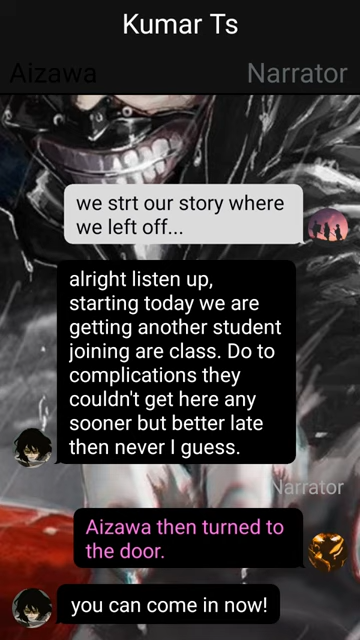 Kumar Ts
Aizawa
Narrator
we strt our story where
we left off...
alright listen up,
starting today we are
getting another student
joining are class. Do to
complications they
couldn't get here any
sooner but better late
then never I guess.
Narrator
Aizawa then turned to
the door.
you can come in now!